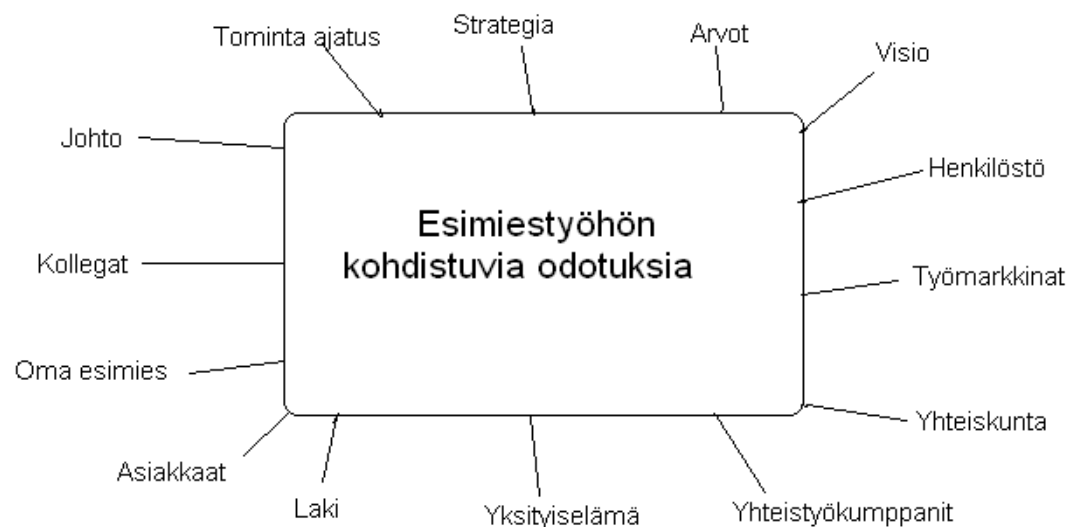 Tominta ajatus
Strategia
Arvot
Visio
Johto
Henkilöstö
Esimiestyöhön
kohdistuvia odotuksia
Kollegat
Työmarkkinat
Oma esimies
Yhteiskunta
Asiakkaat
Laki
Yksityiselämä
Yhteistyökumppanit